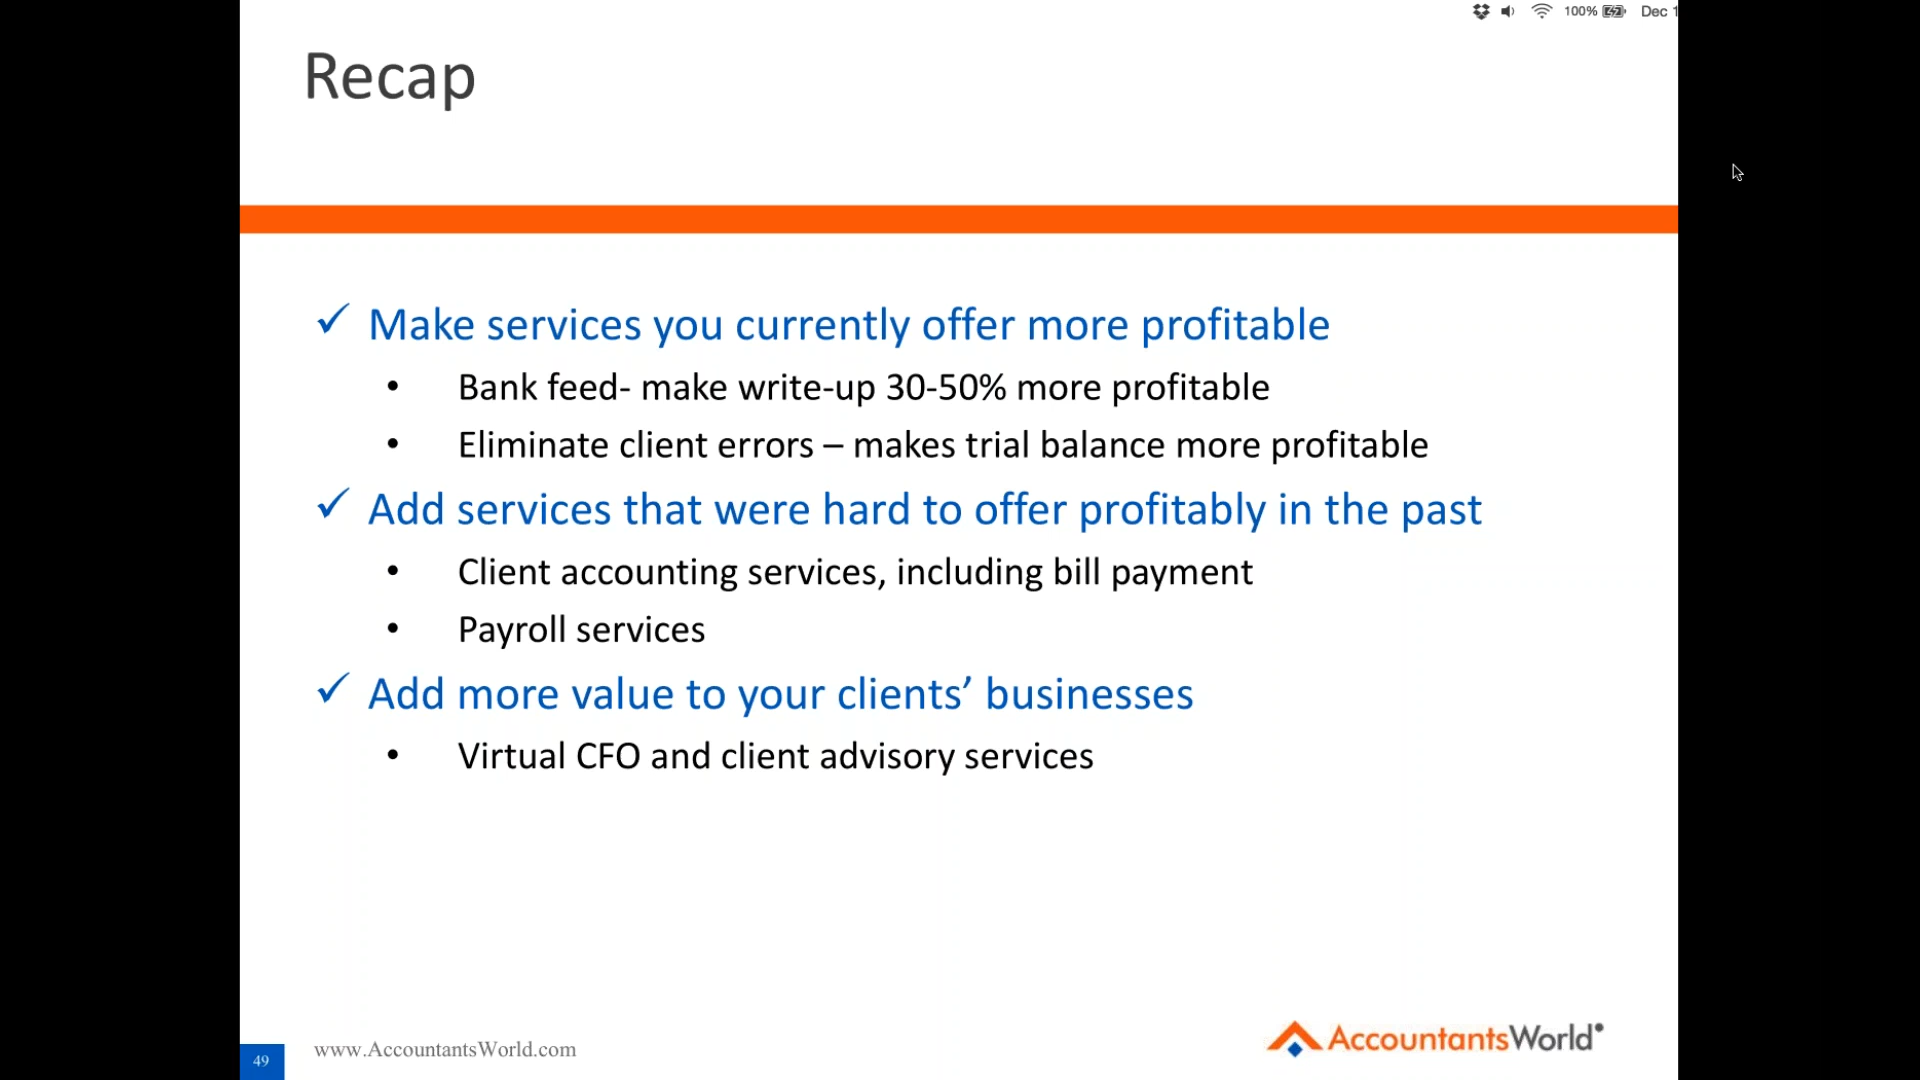 100% Dec 1
Recap
✓ Make services you currently offer more profitable
• Bank feed- make write-up 30-50% more profitable
• Eliminate client errors – makes trial balance more profitable
✓ Add services that were hard to offer profitably in the past
• Client accounting services, including bill payment
• Payroll services
✓ Add more value to your clients’ businesses
• Virtual CFO and client advisory services
49 www.AccountantsWorld.com
AccountantsWorld